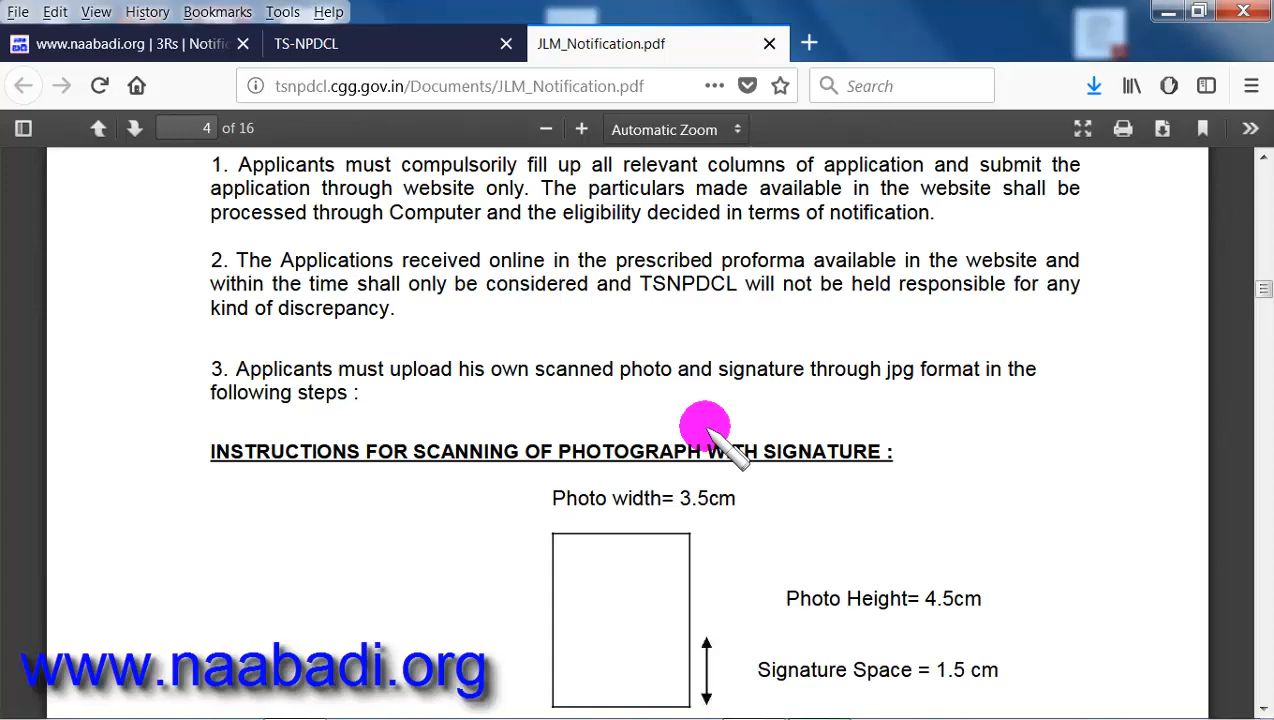 File Edit View History Bookmarks Tools Help
www.naabadi.org | 3Rs | Notific
TS-NPDCL
JLM_Notification.pdf
tsnpdcl.cgg.gov.in/Documents/JLM_Notification.pdf
Search
4 of 16
Automatic Zoom
1. Applicants must compulsorily fill up all relevant columns of application and submit the
application through website only. The particulars made available in the website shall be
processed through Computer and the eligibility decided in terms of notification.
2. The Applications received online in the prescribed proforma available in the website and
within the time shall only be considered and TSNPDCL will not be held responsible for any
kind of discrepancy.
3. Applicants must upload his own scanned photo and signature through jpg format in the
following steps :
INSTRUCTIONS FOR SCANNING OF PHOTOGRAPH WITH SIGNATURE :
Photo width= 3.5cm
Photo Height= 4.5cm
Signature Space = 1.5 cm
www.naabadi.org